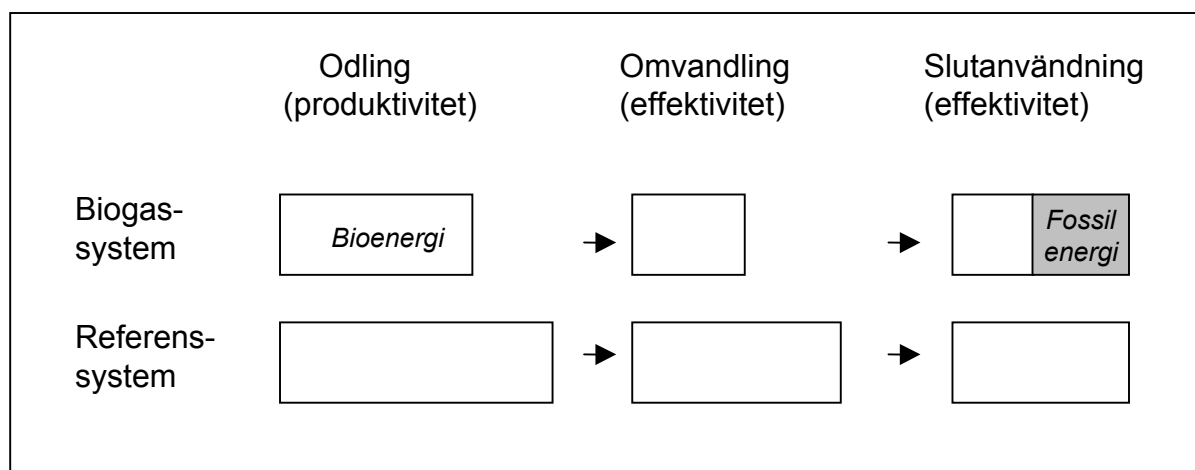 Odling
(produktivitet)
Omvandling
(effektivitet)
Slutanvändning
(effektivitet)
Biogas-
system
Bioenergi
Fossil
energi
Referens-
system